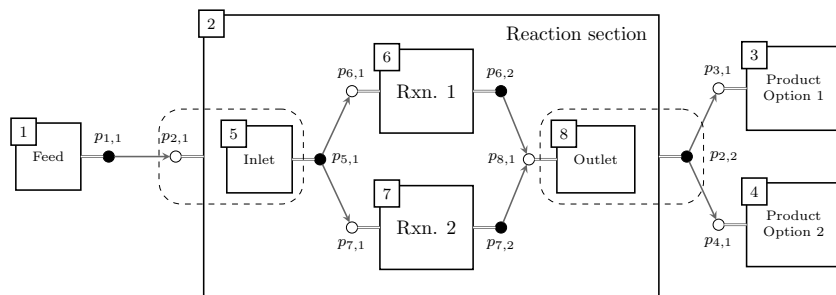 2
Reaction section
1
Feed
p1,1
p2,1
5
Inlet
p5,1
6
Rxn. 1
p6,1
p6,2
7
Rxn. 2
p7,1
p7,2
8
Outlet
p8,1
p2,2
3
Product
Option 1
p3,1
4
Product
Option 2
p4,1